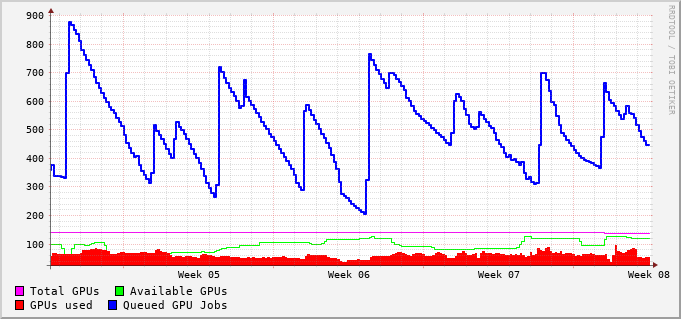 900
800
700
600
500
400
300
200
100
Week 05 Week 06 Week 07 Week 08
Total GPUs Available GPUs
GPUs used Queued GPU Jobs
RRDTOOL / TOBI OETIKER